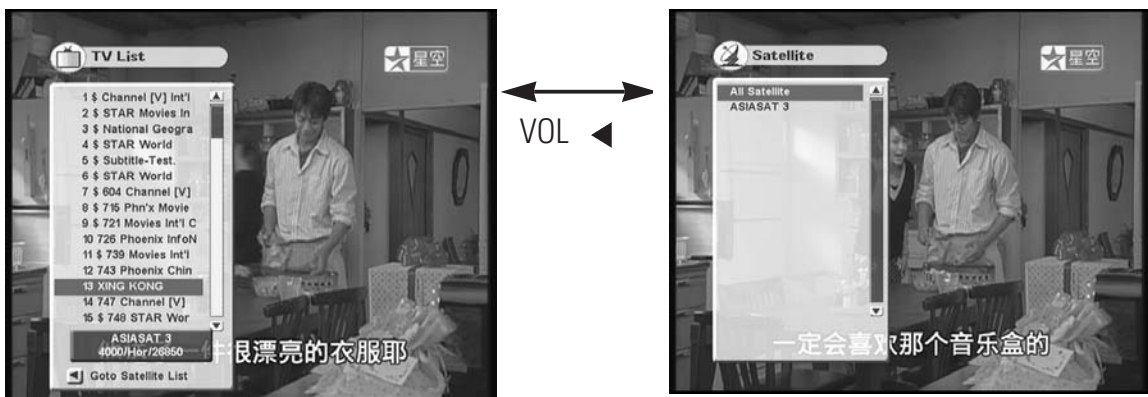 TV List
星空
1 $ Channel [V] Int'l
2 $ STAR Movies In
3 $ National Geogra
4 $ STAR World
5 $ Subtitle-Test.
6 $ STAR World
7 $ 604 Channel [V]
8 $ 715 Phn'x Movie
9 $ 721 Movies Int'l C
10 726 Phoenix InfoN
11 $ 739 Movies Int'l
12 743 Phoenix Chin
13 XING KONG
14 747 Channel [V]
15 $ 748 STAR Wor
ASIASAT 3
4000/Hor/26850
件很漂亮的衣服耶
Goto Satellite List
VOL
Satellite
星空
All Satellite
ASIASAT 3
一定会喜欢那个音乐盒的